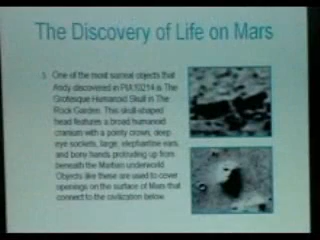 The Discovery of Life on Mars
One of the most surreal objects that
Andy discovered in PIA10214 is The
Grotesque Humanoid Skull in The
Rock Garden. This skull-shaped
head features a broad humanoid
cranium with a pointy crown, deep
eye sockets, large, elephantine ears,
and bony hands protruding up from
beneath the Martian underworld.
Objects like these are used to cover
openings on the surface of Mars that
connect to the civilization below.